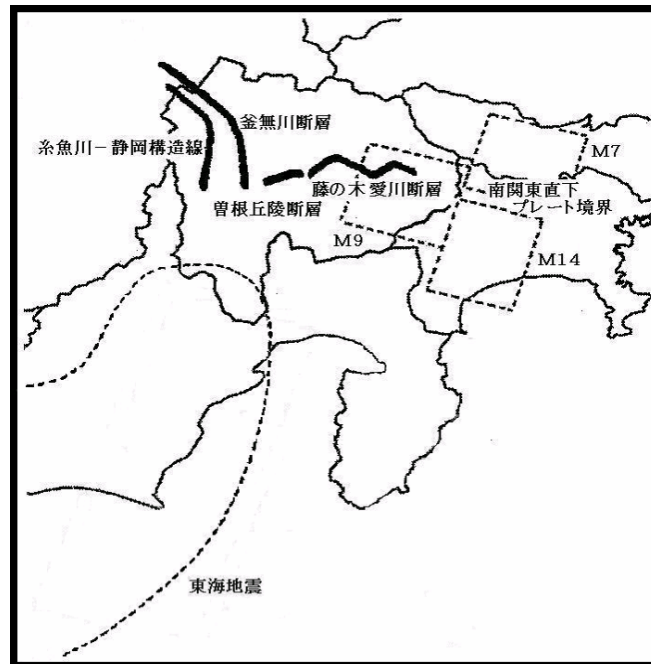 釜無川断層
糸魚川－静岡構造線
M7
藤の木愛川断層
南関東直下
プレート境界
曽根丘陵断層
M9
M14
東海地震